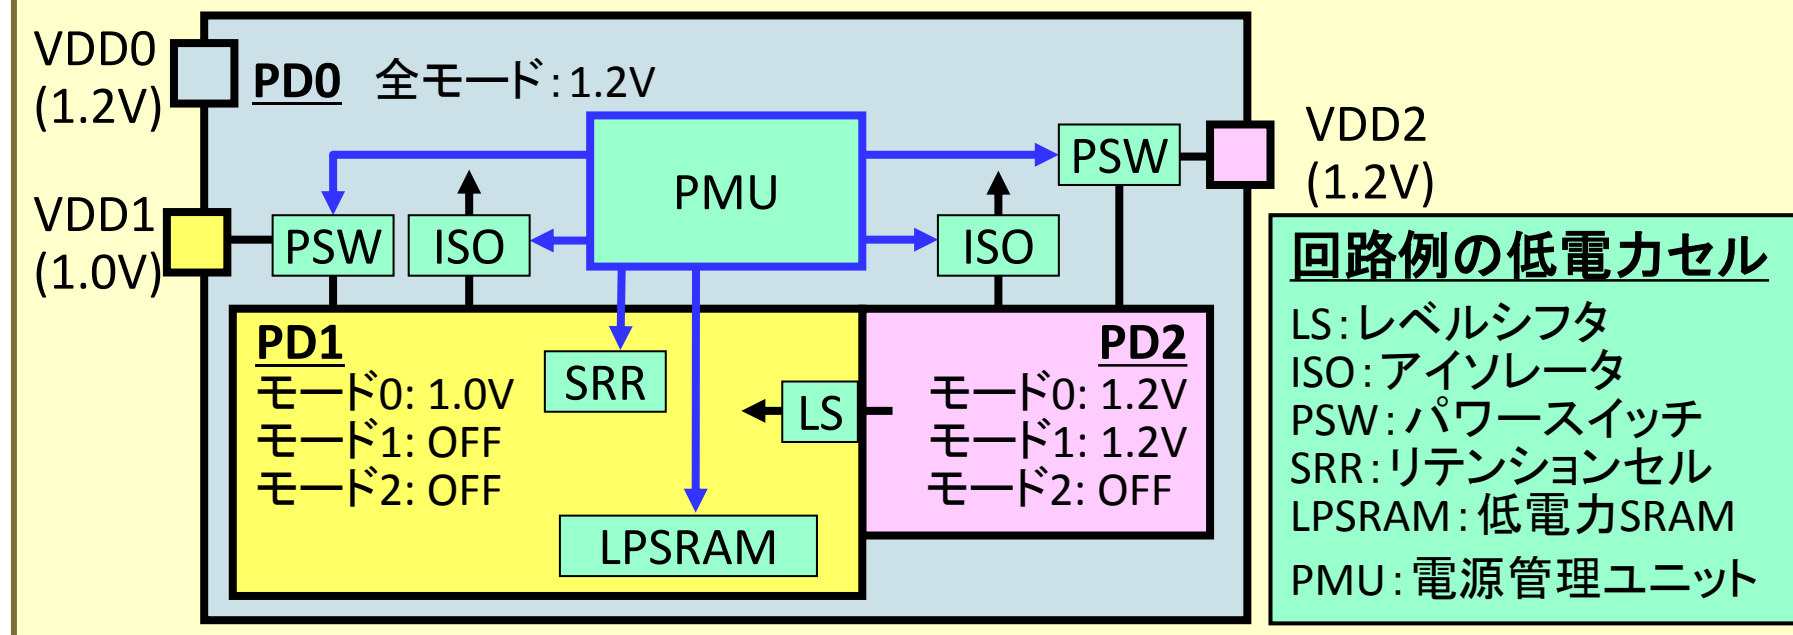 VDD0
(1.2V)
PD0 全モード：1.2V
VDD1
(1.0V)
PSW
ISO
PMU
ISO
PSW
VDD2
(1.2V)
PD1
モード0: 1.0V
モード1: OFF
モード2: OFF
SRR
LS
LPSRAM
PD2
モード0: 1.2V
モード1: 1.2V
モード2: OFF
回路例の低電力セル
LS：レベルシフタ
ISO：アイソレータ
PSW：パワースイッチ
SRR：リテンションセル
LPSRAM：低電力SRAM
PMU：電源管理ユニット